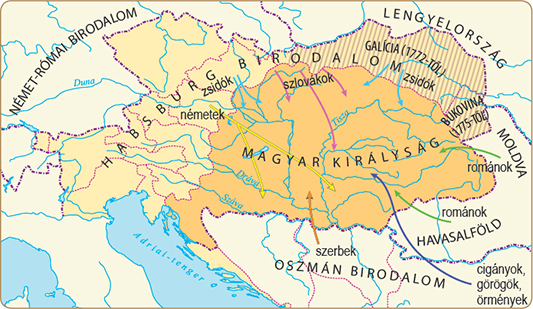 NÉMET-RÓMAI BIRODALOM
LENGYELORSZÁG
GALÍCIA (1772-TŐL)
HABSBURG BIRODALOM
zsidók
szlovákok
zsidók
Duna
BUKOVINA
(1775-TŐL)
németek
Tisza
MOLDVA
MAGYAR KIRÁLYSÁG
románok
Dráva
Száva
románok
HAVASALFÖLD
Adriai-tenger
szerbek
OSZMÁN BIRODALOM
cigányok,
görögök,
örmények